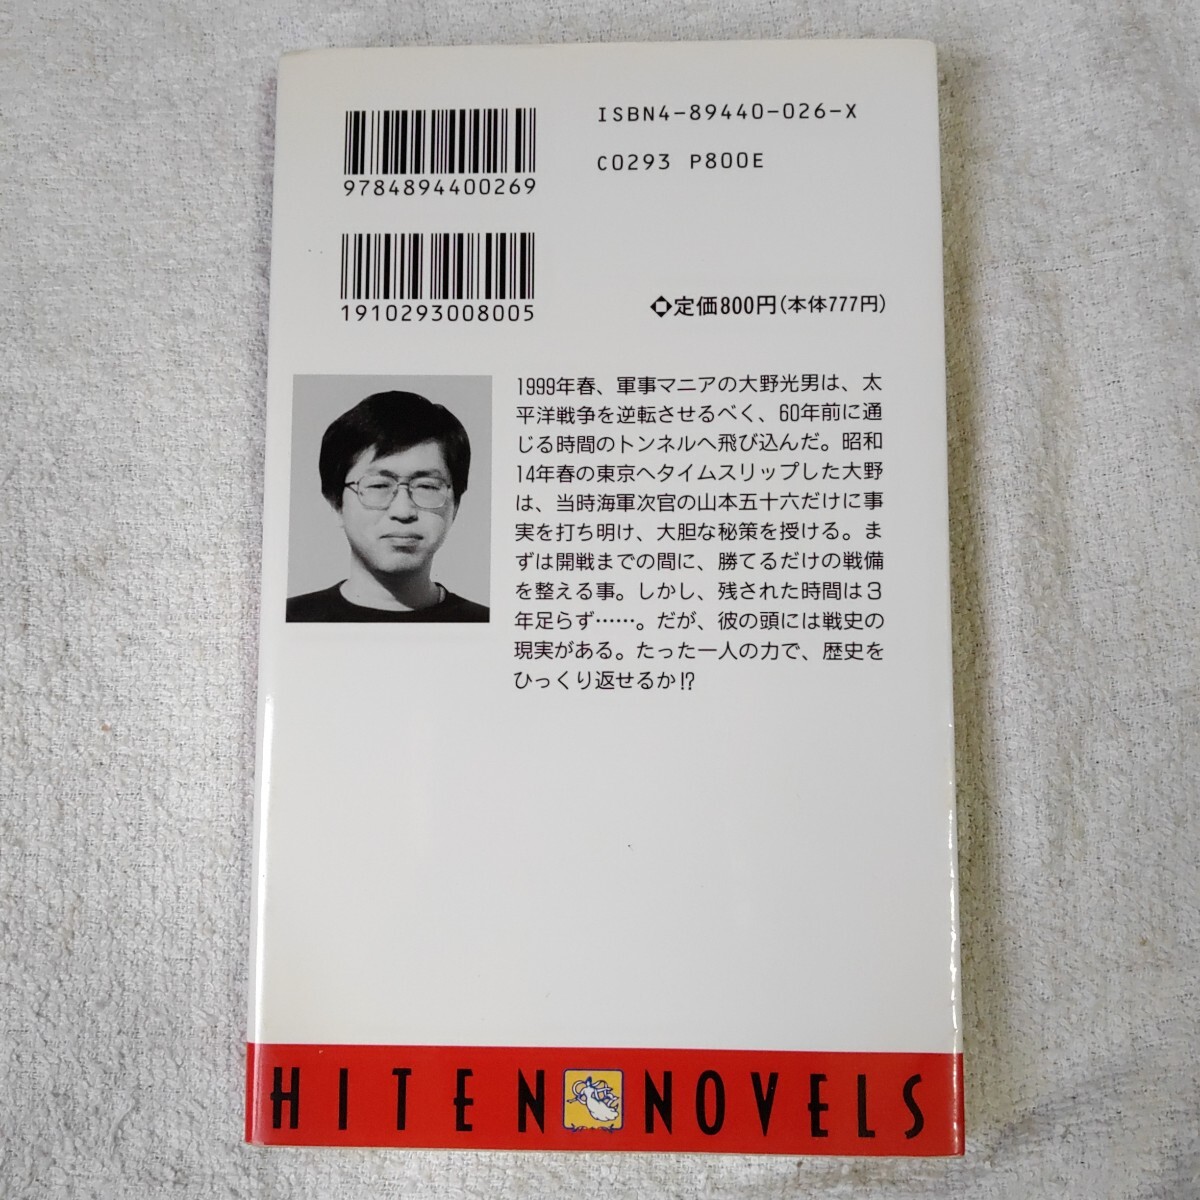 ISBN4-89440-026-X
C0293 P800E
9784894400269
1910293008005
定価800円(本体777円)
1999年春、軍事マニアの大野光男は、太
平洋戦争を逆転させるべく、60年前に通
じる時間のトンネルへ飛び込んだ。昭和
14年春の東京へタイムスリップした大野
は、当時海軍次官の山本五十六だけに事
実を打ち明け、大胆な秘策を授ける。ま
ずは開戦までの間に、勝てるだけの戦備
を整える事。しかし、残された時間は3
年足らず……。だが、彼の頭には戦史の
現実がある。たった一人の力で、歴史を
ひっくり返せるか!?
HITEN NOVELS